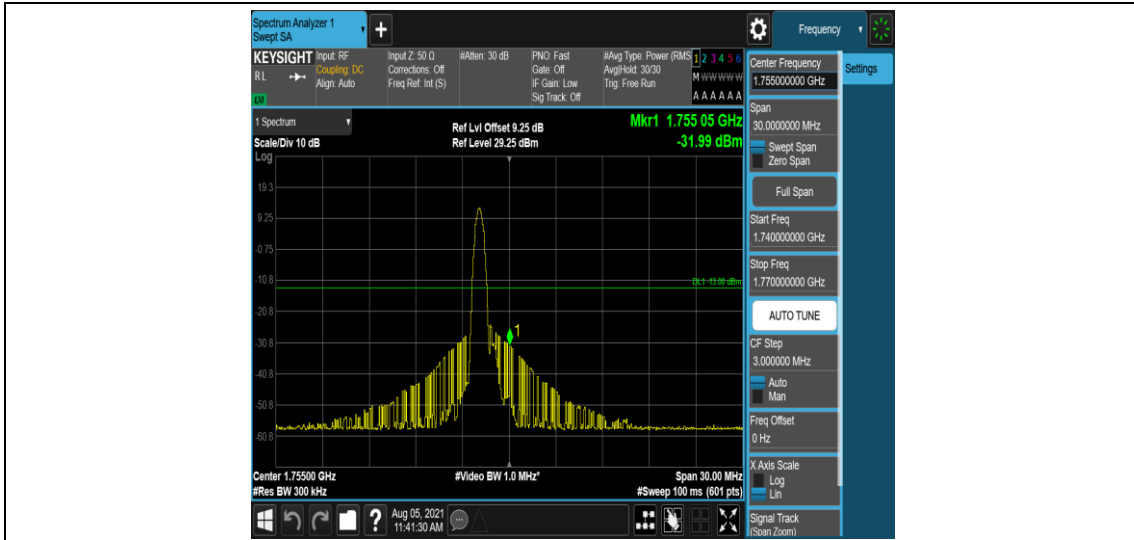 Spectrum Analyzer 1
Swept SA
+
Frequency
KEYSIGHT
Input: RF
Coupling: DC
Align: Auto
Input Z: 50 Ω
Corrections: Off
Freq Ref: Int (S)
#Atten: 30 dB
PNO: Fast
Gate: Off
IF Gain: Low
Sig Track: Off
#Avg Type: Power (RMS
Avg|Hold: 30/30
Trig: Free Run
1 2 3 4 5 6
M W W W W W
A A A A A A
R L
1 Spectrum
Scale/Div 10 dB
Log
Ref Lvl Offset 9.25 dB
Ref Level 29.25 dBm
Mkr1 1.755 05 GHz
-31.99 dBm
19.3
9.25
-0.75
-10.8
-20.8
-30.8
-40.8
-50.8
-60.8
DL1 -13.00 dBm
1
Center 1.75500 GHz
#Res BW 300 kHz
#Video BW 1.0 MHz*
Span 30.00 MHz
#Sweep 100 ms (601 pts)
Center Frequency
1.755000000 GHz
Settings
Span
30.0000000 MHz
Swept Span
Zero Span
Full Span
Start Freq
1.740000000 GHz
Stop Freq
1.770000000 GHz
AUTO TUNE
CF Step
3.000000 MHz
Auto
Man
Freq Offset
0 Hz
X Axis Scale
Log
Lin
Signal Track
(Span Zoom)
?
Aug 05, 2021
11:41:30 AM